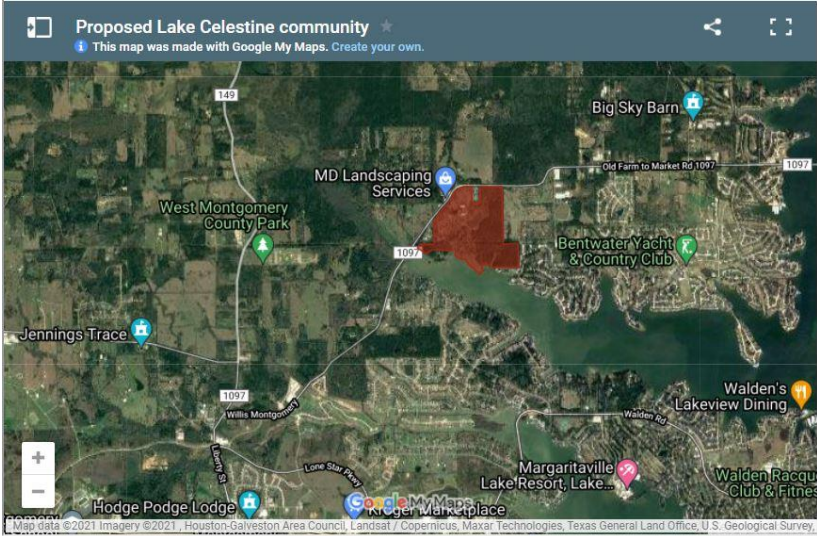 Proposed Lake Celestine community
This map was made with Google My Maps. Create your own.
149
Big Sky Barn
MD Landscaping
Services
Old Farm to Market Rd 1097
1097
West Montgomery
County Park
1097
Bentwater Yacht
& Country Club
Jennings Trace
Walden's
Lakeview Dining
1097
Willis Montgomery
Walden Rd
Liberty St
Lone Star Pkwy
Margaritaville
Lake Resort, Lake...
Walden Racqu
Club & Fitnes
+
−
Hodge Podge Lodge
Google My Maps
Kroger Marketplace
Map data ©2021 Imagery ©2021 , Houston-Galveston Area Council, Landsat / Copernicus, Maxar Technologies, Texas General Land Office, U.S. Geological Survey,